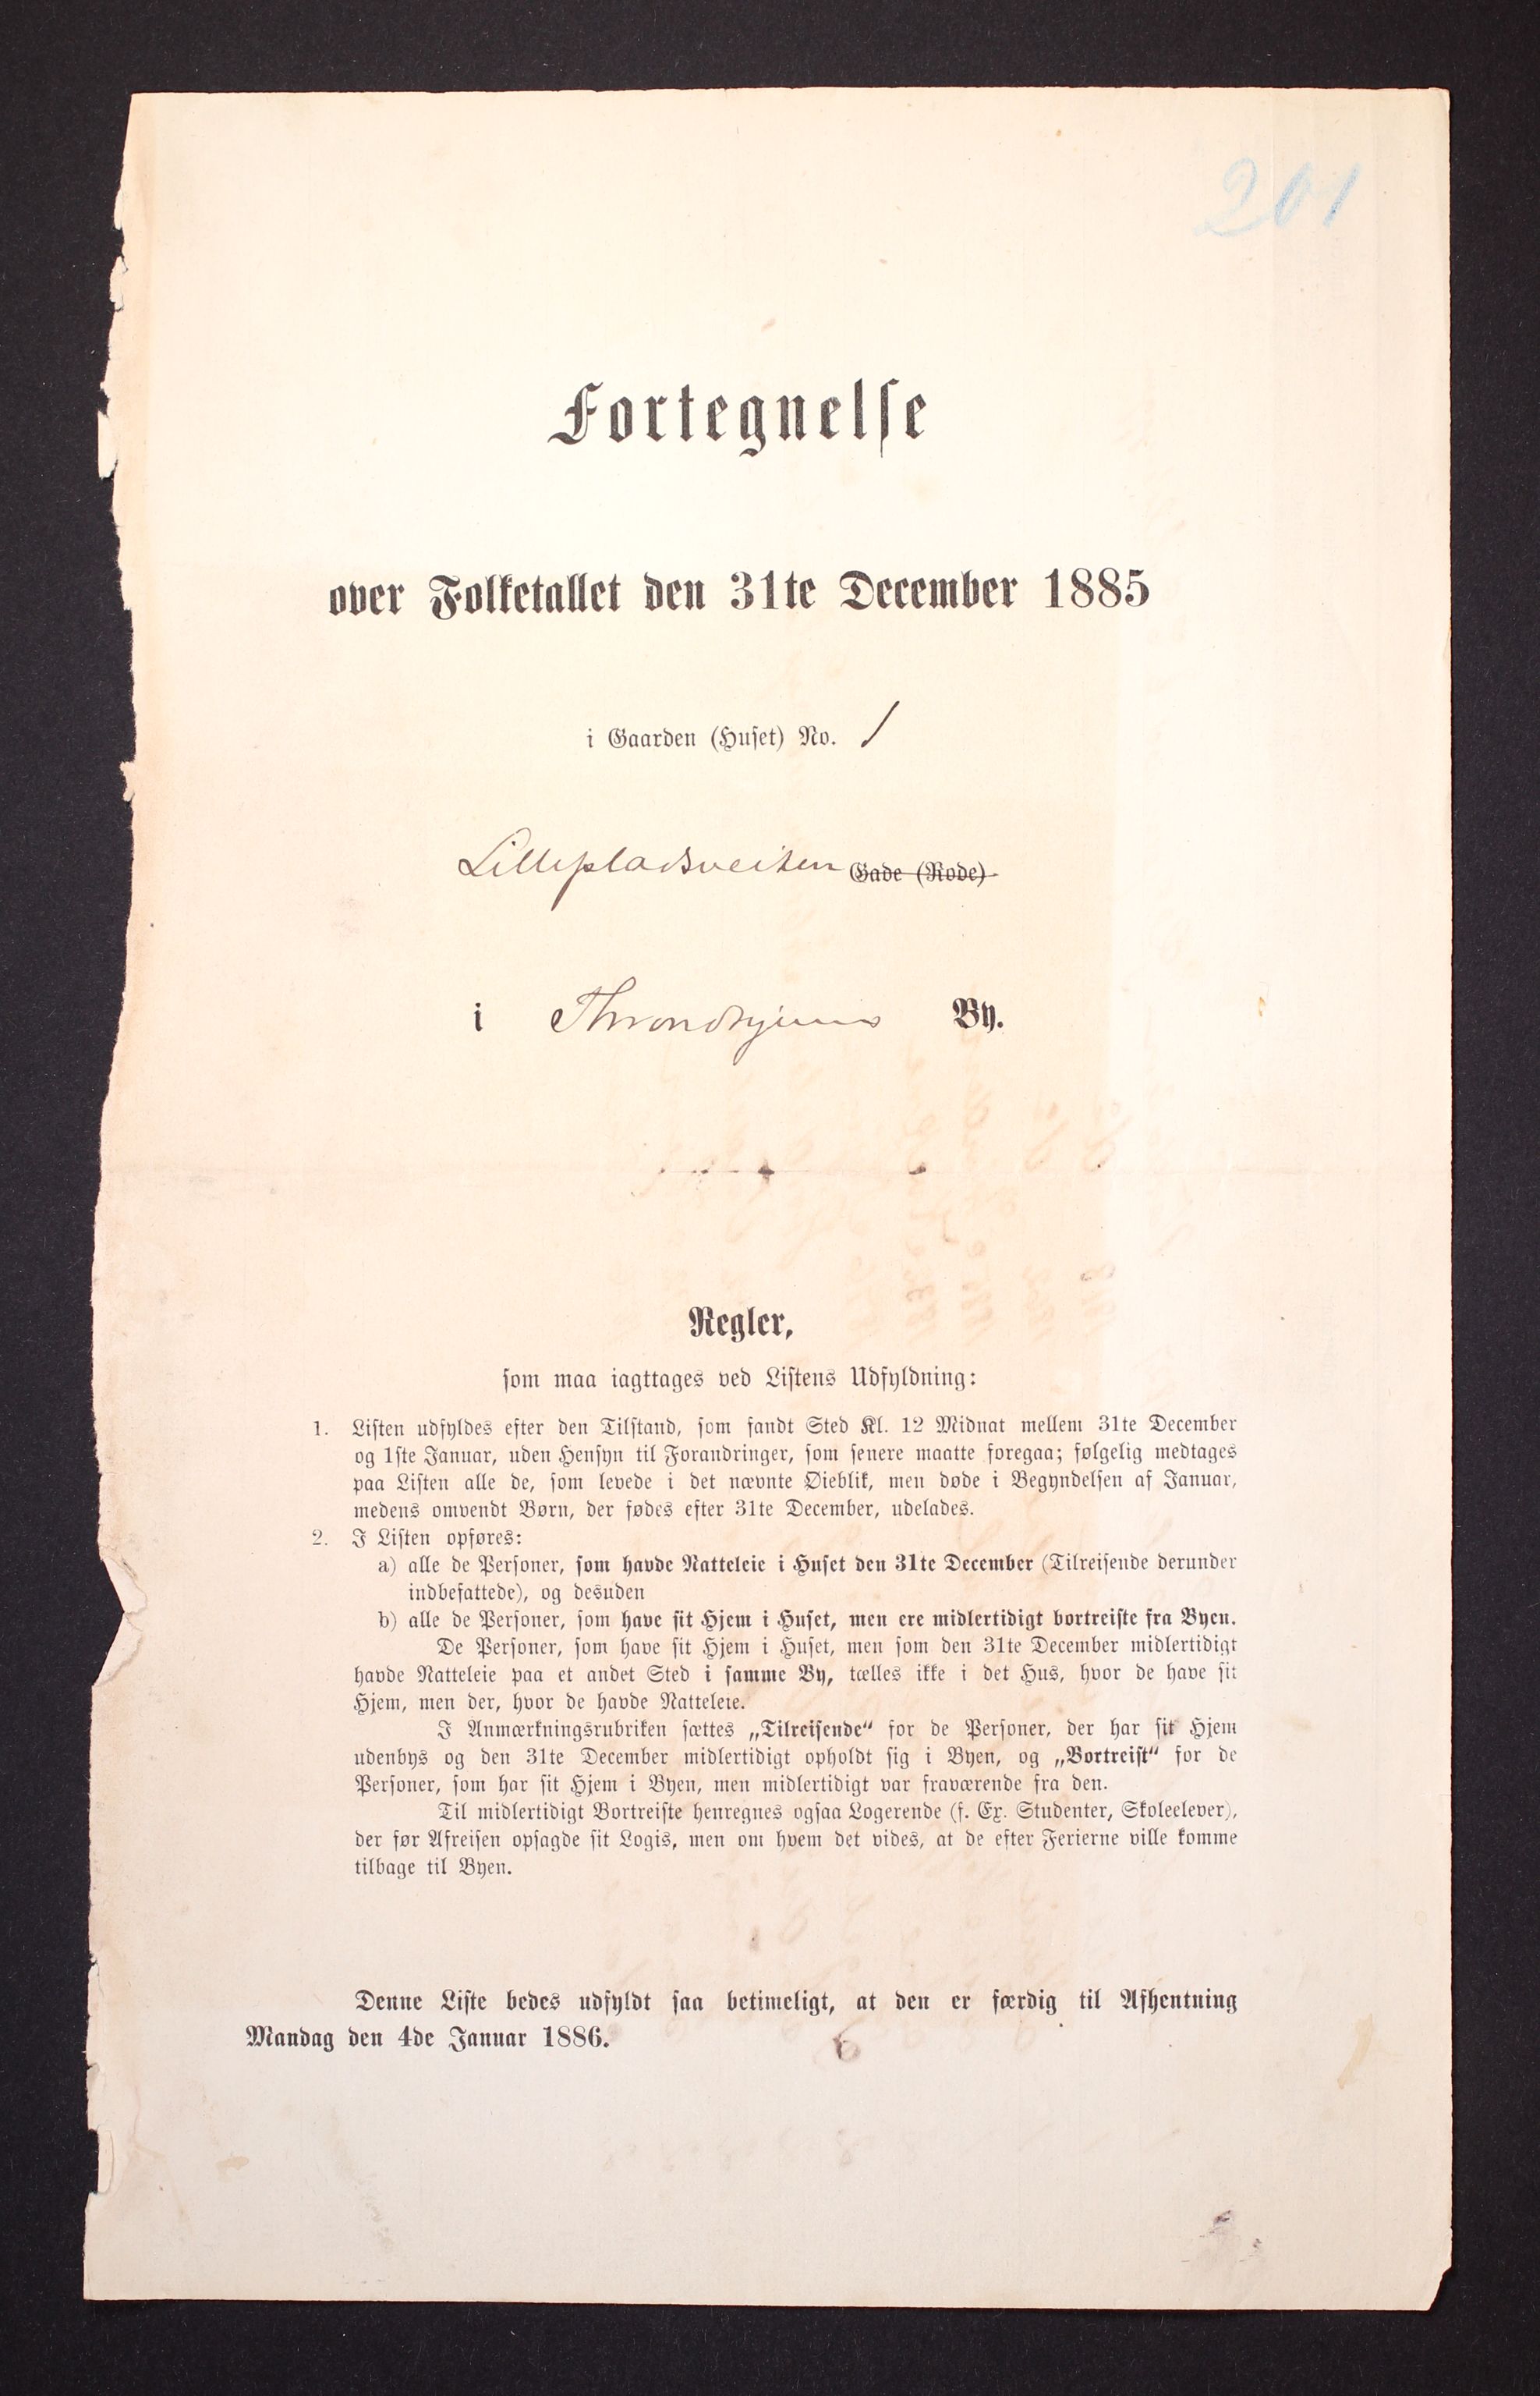 201
Fortegnelse
over Folketallet den 31te December 1885
i Gaarden (Huset) No. 1
Lillepladsveiten Gade (Rode)
i Throndhjems By.
Regler,
som maa iagttages ved Listens Udfyldning:
1. Listen udfyldes efter den Tilstand, som fandt Sted Kl. 12 Midnat mellem 31te December
og 1ste Januar, uden Hensyn til Forandringer, som senere maatte foregaa; følgelig medtages
paa Listen alle de, som levede i det nævnte Øieblik, men døde i Begyndelsen af Januar,
medens omvendt Børn, der fødes efter 31te December, udelades.
2. I Listen opføres:
a) alle de Personer, som havde Natteleie i Huset den 31te December (Tilreisende derunder
indbefattede), og desuden
b) alle de Personer, som have sit Hjem i Huset, men ere midlertidigt bortreiste fra Byen.
De Personer, som have sit Hjem i Huset, men som den 31te December midlertidigt
havde Natteleie paa et andet Sted i samme By, tælles ikke i det Hus, hvor de have sit
Hjem, men der, hvor de havde Natteleie.
I Anmærkningsrubriken sættes „Tilreisende“ for de Personer, der har sit Hjem
udenbys og den 31te December midlertidigt opholdt sig i Byen, og „Bortreist“ for de
Personer, som har sit Hjem i Byen, men midlertidigt var fraværende fra den.
Til midlertidigt Bortreiste henregnes ogsaa Logerende (f. Ex. Studenter, Skoleelever),
der før Afreisen opsagde sit Logis, men om hvem det vides, at de efter Ferierne ville komme
tilbage til Byen.
Denne Liste bedes udfyldt saa betimeligt, at den er færdig til Afhentning
Mandag den 4de Januar 1886.